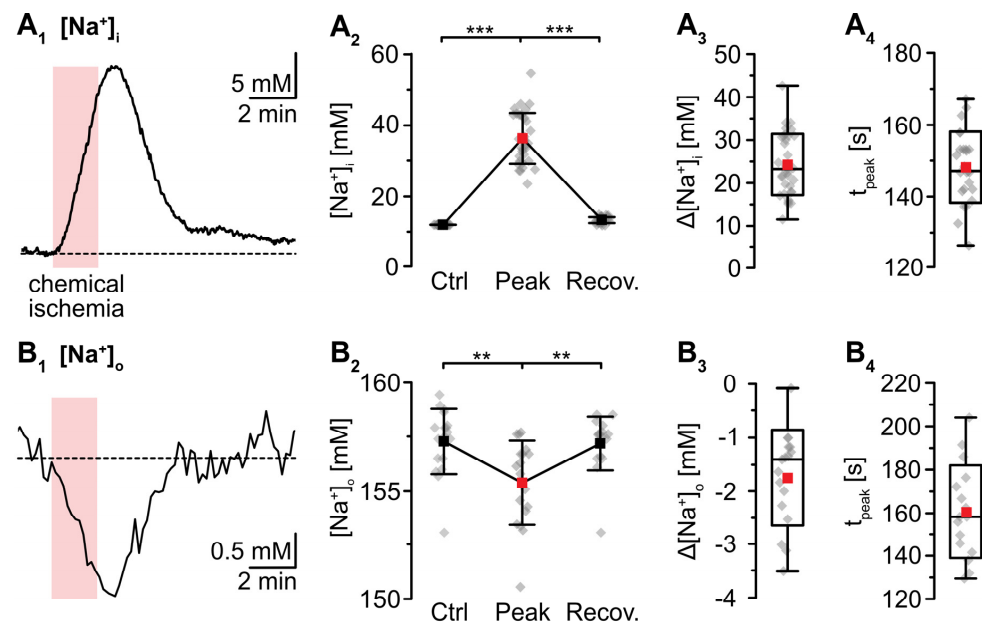 A1 [Na+]i
5 mM
2 min
chemical
ischemia
A2
*** ***
[Na+]i [mM]
60
40
20
0
Ctrl Peak Recov.
A3
Δ[Na+]i [mM]
50
40
30
20
10
0
A4
tpeak [s]
180
160
140
120
B1 [Na+]o
0.5 mM
2 min
B2
** **
[Na+]o [mM]
160
155
150
Ctrl Peak Recov.
B3
Δ[Na+]o [mM]
0
-1
-2
-3
-4
B4
tpeak [s]
220
200
180
160
140
120